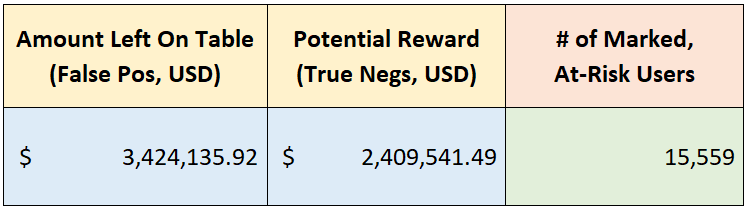 Amount Left On Table
(False Pos, USD)
Potential Reward
(True Negs, USD)
# of Marked,
At-Risk Users
$ 3,424,135.92
$ 2,409,541.49
15,559